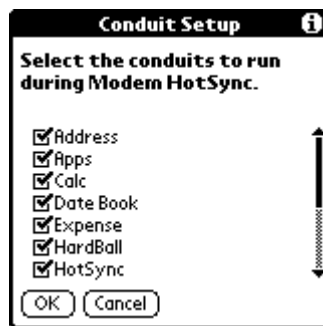 Conduit Setup
i
Select the conduits to run
during Modem HotSync.
Address
Apps
Calc
Date Book
Expense
HardBall
HotSync
OK Cancel